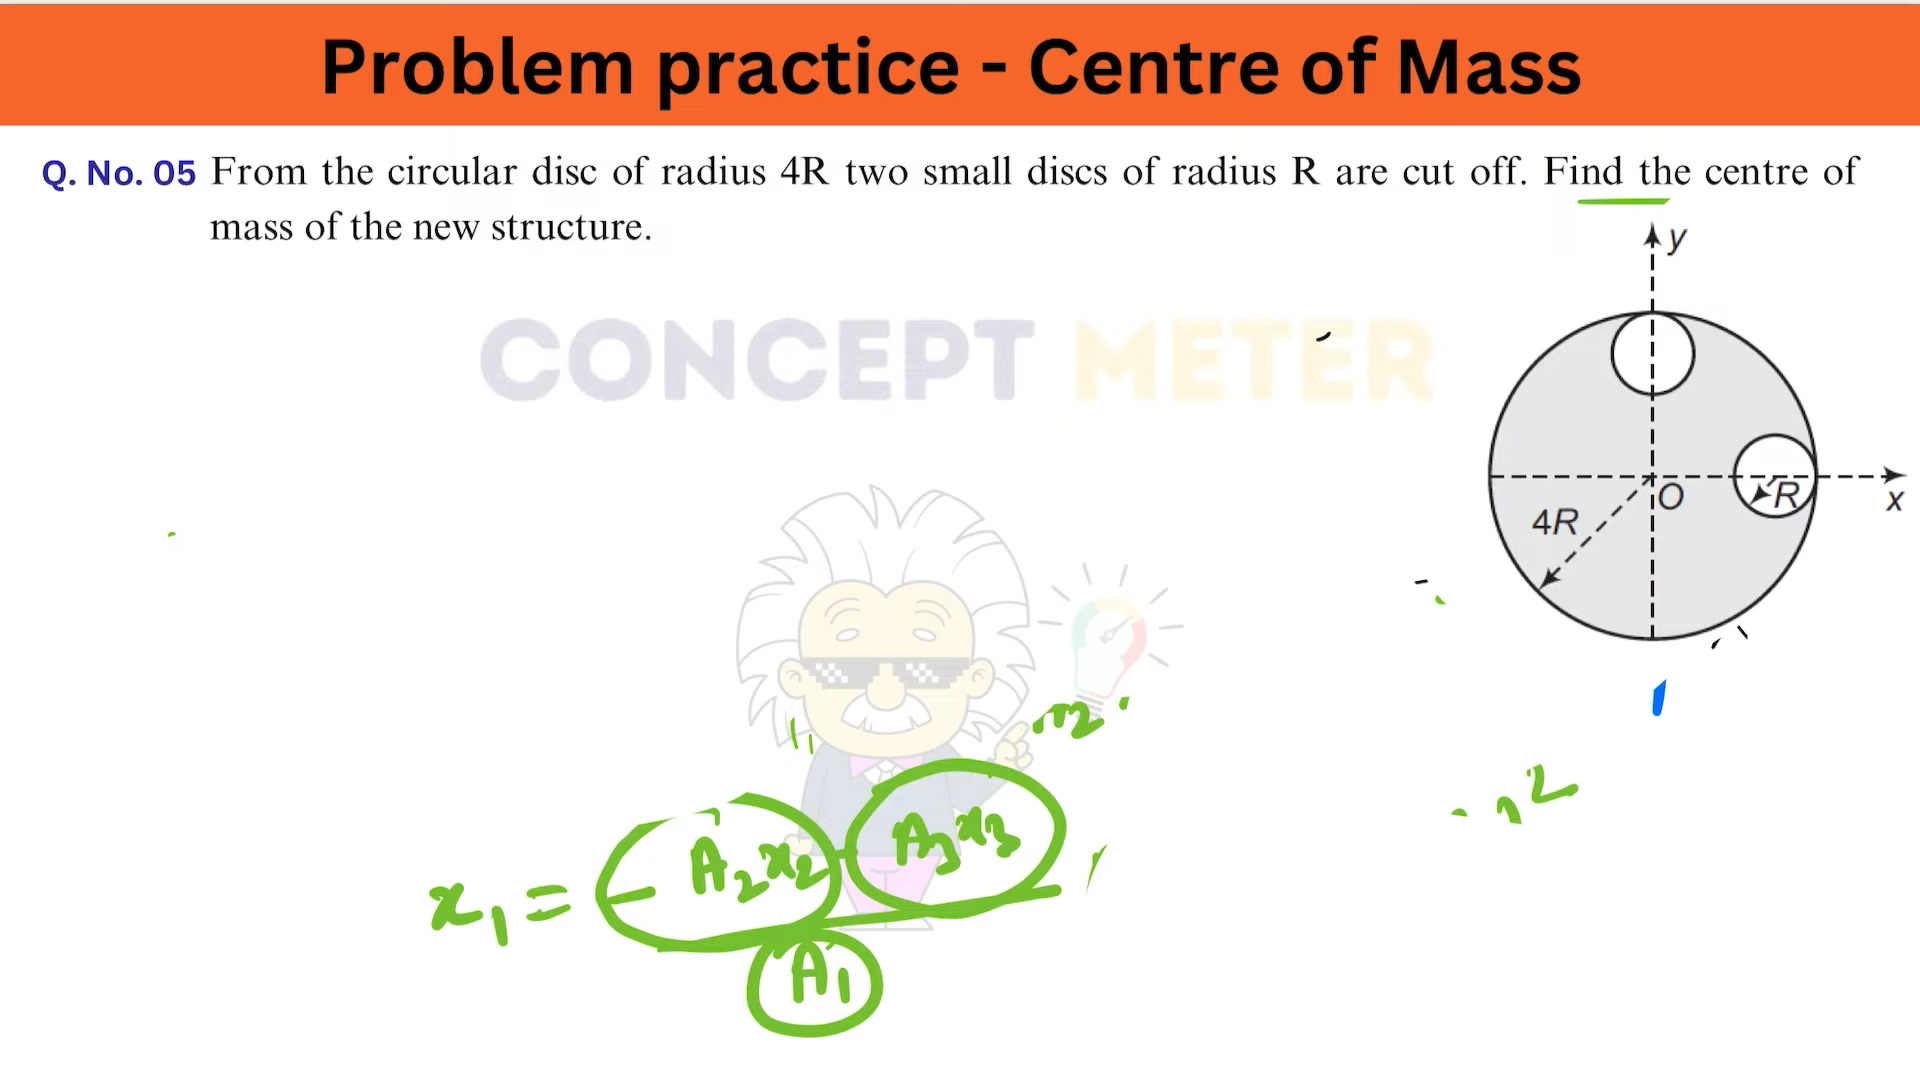 Problem practice - Centre of Mass
Q. No. 05 From the circular disc of radius 4R two small discs of radius R are cut off. Find the centre of
mass of the new structure.
y
CONCEPT METER
O
R
x
4R
x₁ = - A₂x₂ - A₃x₃
A₁